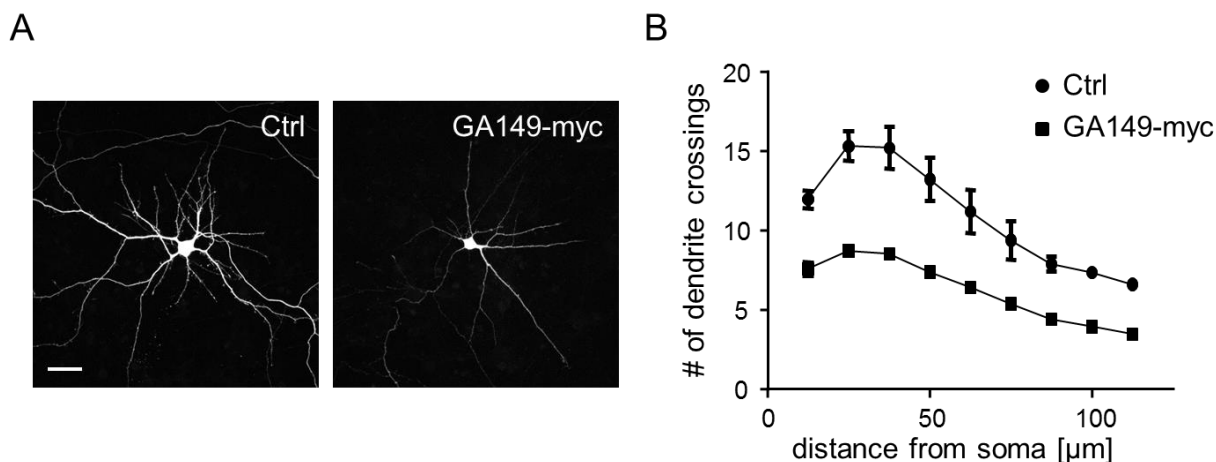 A
Ctrl
GA149-myc
B
# of dendrite crossings
20
15
10
5
0
0
50
100
distance from soma [µm]
Ctrl
GA149-myc